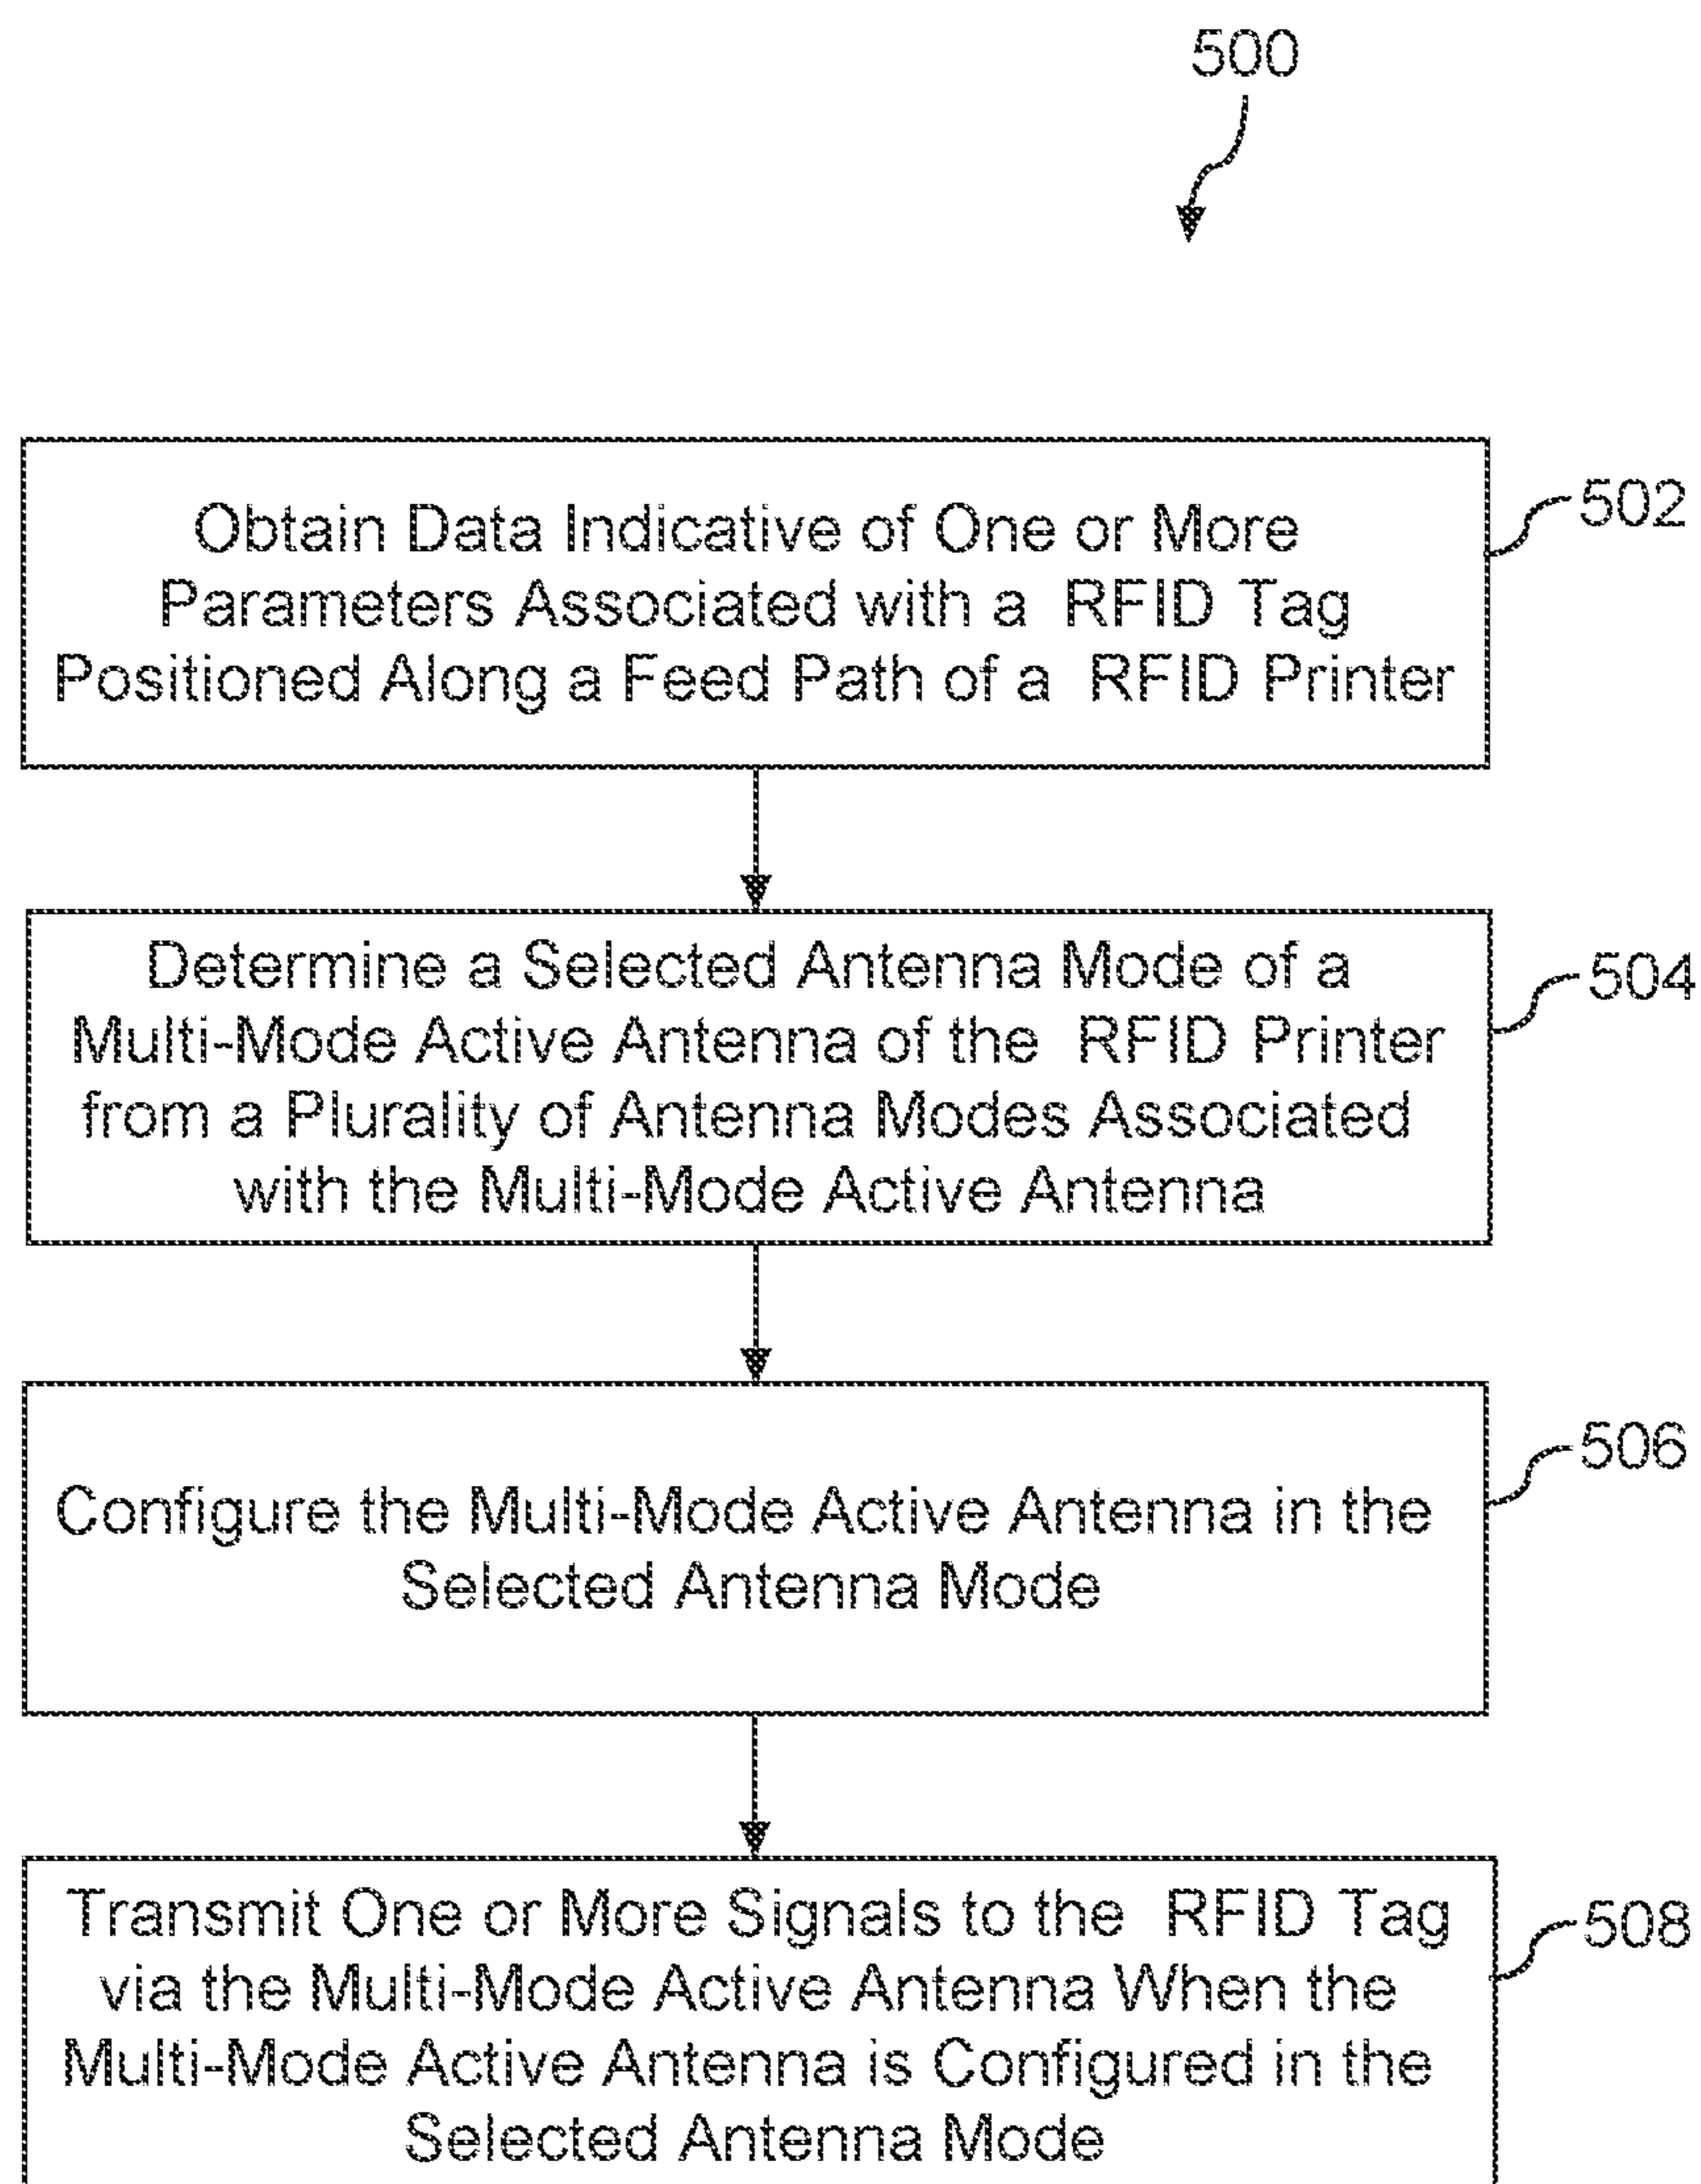 500
Obtain Data Indicative of One or More
Parameters Associated with a RFID Tag
Positioned Along a Feed Path of a RFID Printer
502
Determine a Selected Antenna Mode of a
Multi-Mode Active Antenna of the RFID Printer
from a Plurality of Antenna Modes Associated
with the Multi-Mode Active Antenna
504
Configure the Multi-Mode Active Antenna in the
Selected Antenna Mode
506
Transmit One or More Signals to the RFID Tag
via the Multi-Mode Active Antenna When the
Multi-Mode Active Antenna is Configured in the
Selected Antenna Mode
508